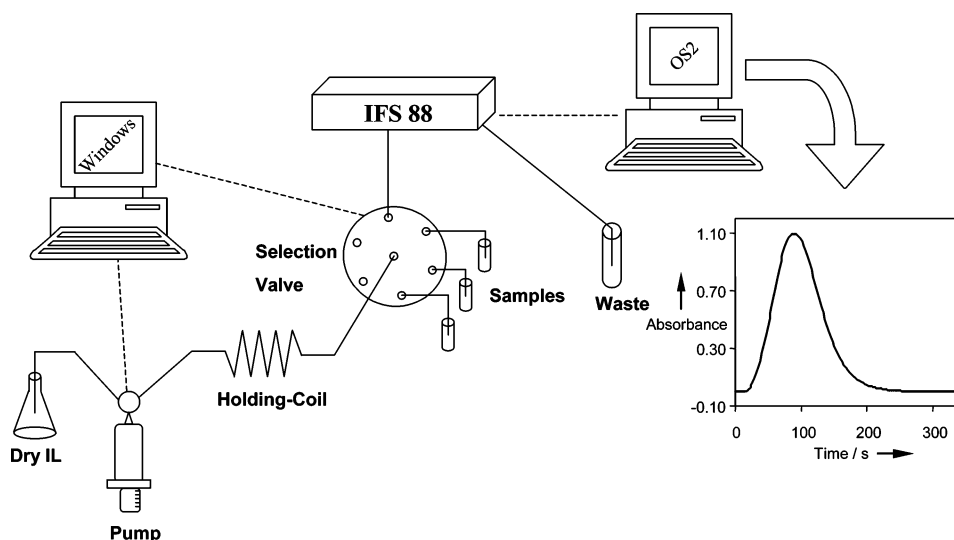 OS2
IFS 88
Windows
Selection
Valve
Samples
Waste
Holding-Coil
Dry IL
Pump
1.10
0.70
0.30
-0.10
Absorbance
0 100 200 300
Time / s